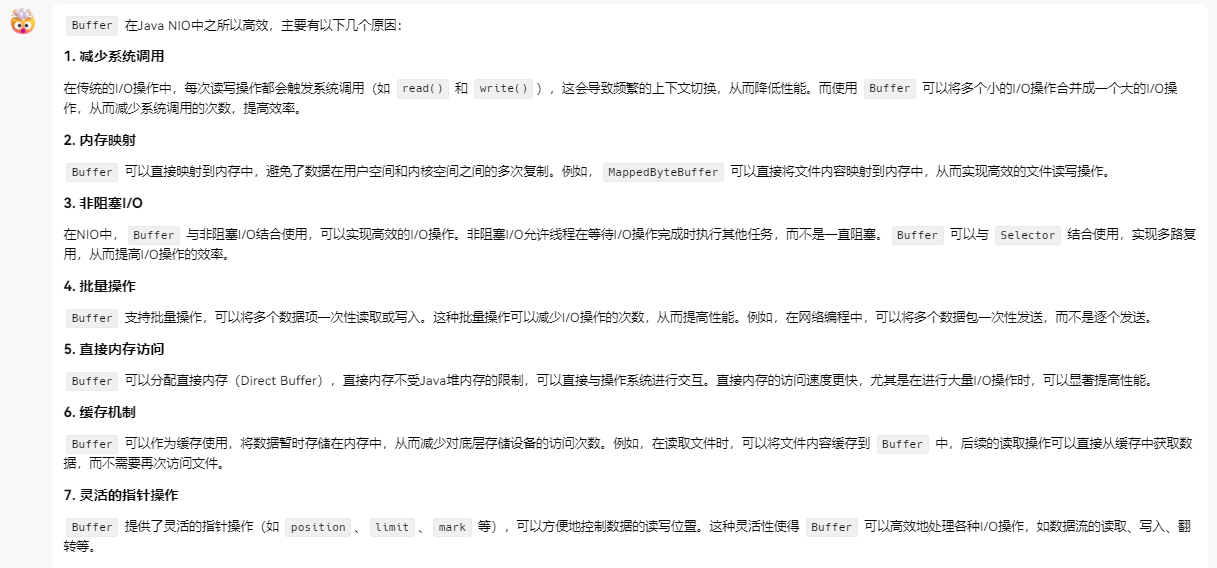 Buffer 在Java NIO中之所以高效，主要有以下几个原因：
1. 减少系统调用
在传统的I/O操作中，每次读写操作都会触发系统调用（如 read() 和 write() ），这会导致频繁的上下文切换，从而降低性能。而使用 Buffer 可以将多个小的I/O操作合并成一个大的I/O操
作，从而减少系统调用的次数，提高效率。
2. 内存映射
Buffer 可以直接映射到内存中，避免了数据在用户空间和内核空间之间的多次复制。例如， MappedByteBuffer 可以直接将文件内容映射到内存中，从而实现高效的文件读写操作。
3. 非阻塞I/O
在NIO中， Buffer 与非阻塞I/O结合使用，可以实现高效的I/O操作。非阻塞I/O允许线程在等待I/O操作完成时执行其他任务，而不是一直阻塞。 Buffer 可以与 Selector 结合使用，实现多路复
用，从而提高I/O操作的效率。
4. 批量操作
Buffer 支持批量操作，可以将多个数据项一次性读取或写入。这种批量操作可以减少I/O操作的次数，从而提高性能。例如，在网络编程中，可以将多个数据包一次性发送，而不是逐个发送。
5. 直接内存访问
Buffer 可以分配直接内存（Direct Buffer），直接内存不受Java堆内存的限制，可以直接与操作系统进行交互。直接内存的访问速度更快，尤其是在进行大量I/O操作时，可以显著提高性能。
6. 缓存机制
Buffer 可以作为缓存使用，将数据暂时存储在内存中，从而减少对底层存储设备的访问次数。例如，在读取文件时，可以将文件内容缓存到 Buffer 中，后续的读取操作可以直接从缓存中获取数
据，而不需要再次访问文件。
7. 灵活的指针操作
Buffer 提供了灵活的指针操作（如 position 、 limit 、 mark 等），可以方便地控制数据的读写位置。这种灵活性使得 Buffer 可以高效地处理各种I/O操作，如数据流的读取、写入、翻
转等。